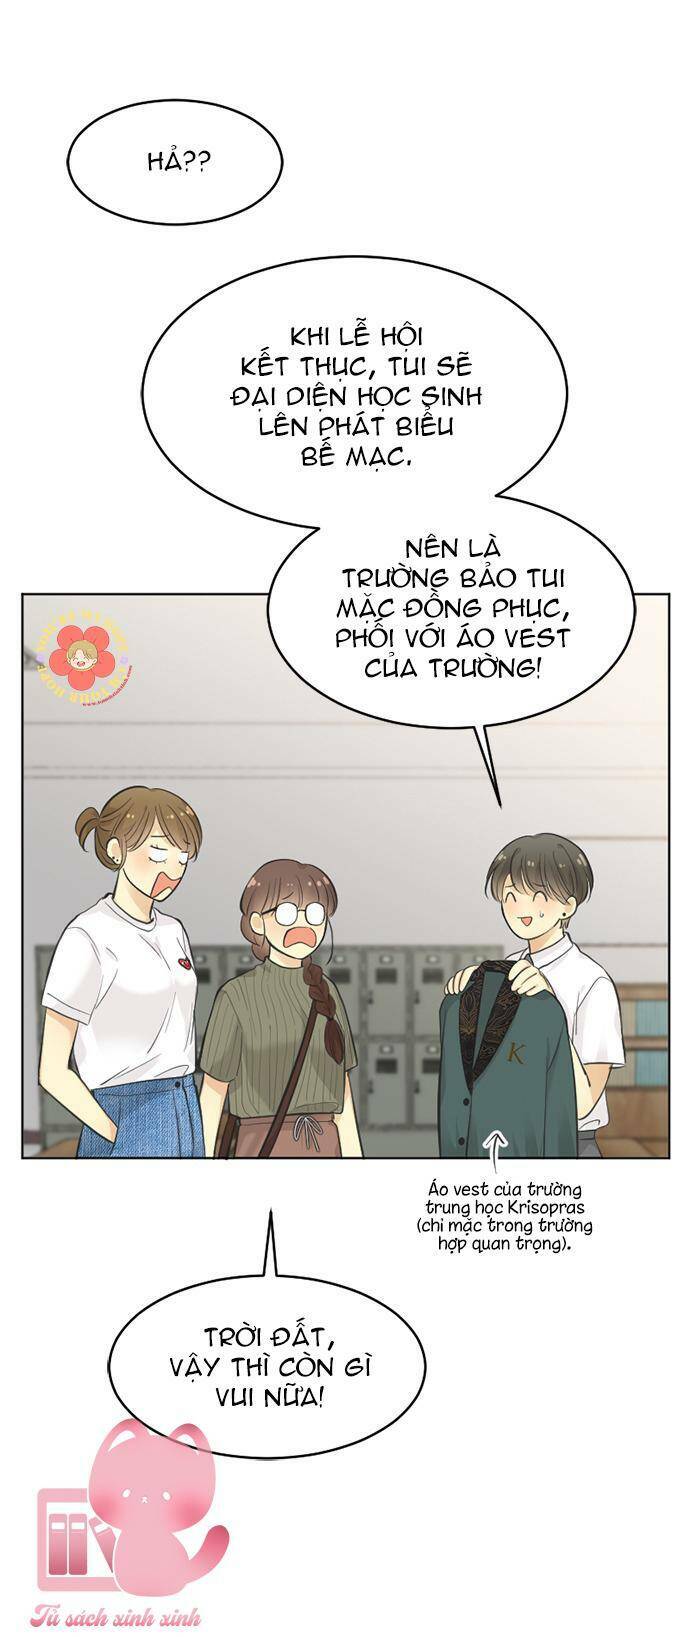 HẢ??
KHI LỄ HỘI
KẾT THỤC, TUI SẼ
ĐẠI DIỆN HỌC SINH
LÊN PHÁT BIỂU
BẾ MẠC.
NÊN LÀ
TRƯỜNG BẢO TUI
MẶC ĐỒNG PHỤC,
PHỐI VỚI ÁO VEST
CỦA TRƯỜNG!
K
Áo vest của trường
trung học Krisopras
(chỉ mặc trong trường
hợp quan trọng).
TRỜI ĐẤT,
VẬY THÌ CÒN GÌ
VUI NỮA!
Tủ sách xinh xinh